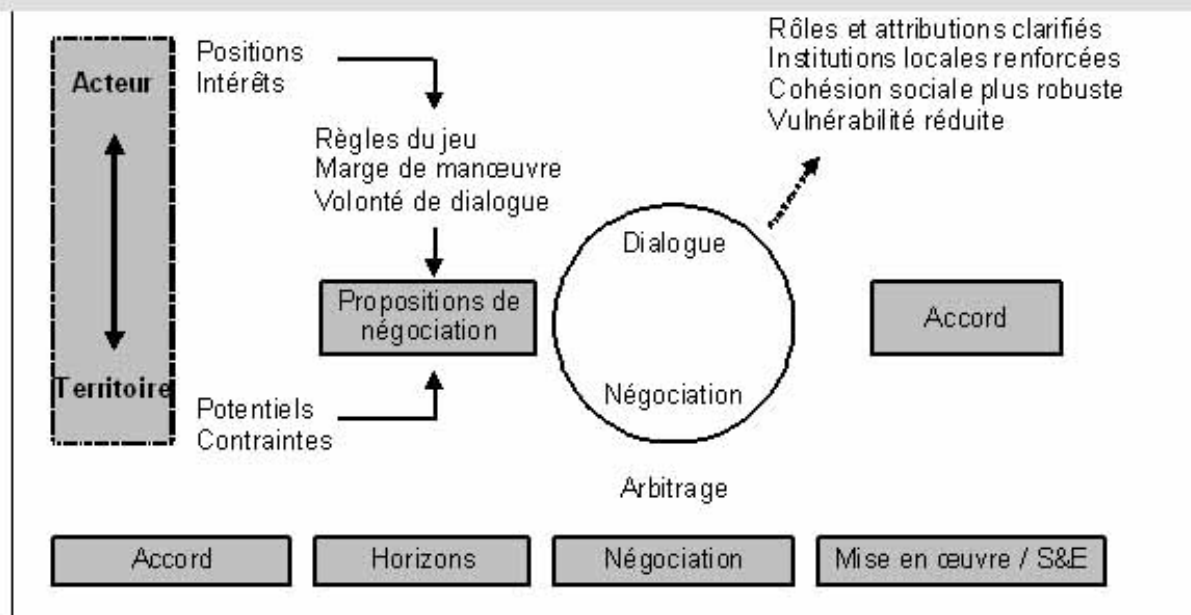 Acteur
Territoire
Positions
Intérêts
Règles du jeu
Marge de manœuvre
Volonté de dialogue
Propositions de
négociation
Potentiels
Contraintes
Dialogue
Négociation
Arbitrage
Rôles et attributions clarifiés
Institutions locales renforcées
Cohésion sociale plus robuste
Vulnérabilité réduite
Accord
Accord
Horizons
Négociation
Mise en œuvre / S&E